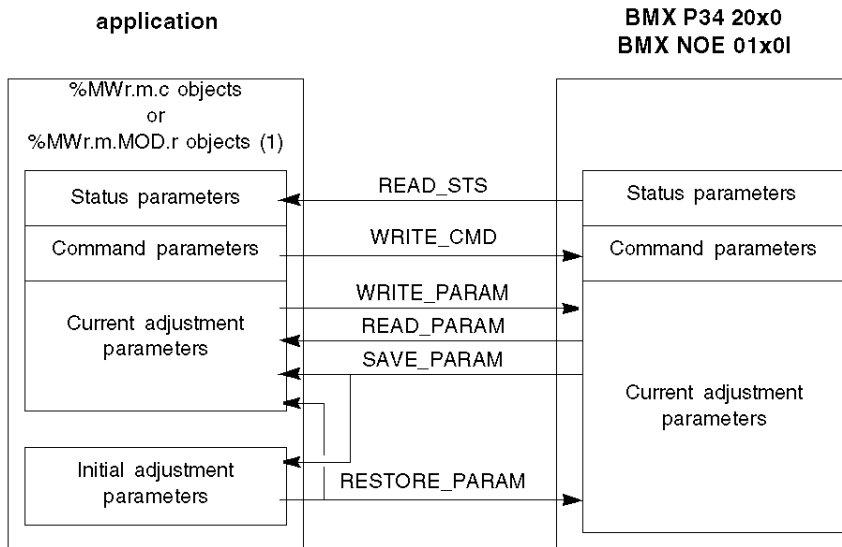 application
BMX P34 20x0
BMX NOE 01x0I
%MWr.m.c objects
or
%MWr.m.MOD.r objects (1)
Status parameters
READ_STS
Status parameters
Command parameters
WRITE_CMD
Command parameters
WRITE_PARAM
Current adjustment
parameters
READ_PARAM
SAVE_PARAM
Current adjustment
parameters
Initial adjustment
parameters
RESTORE_PARAM